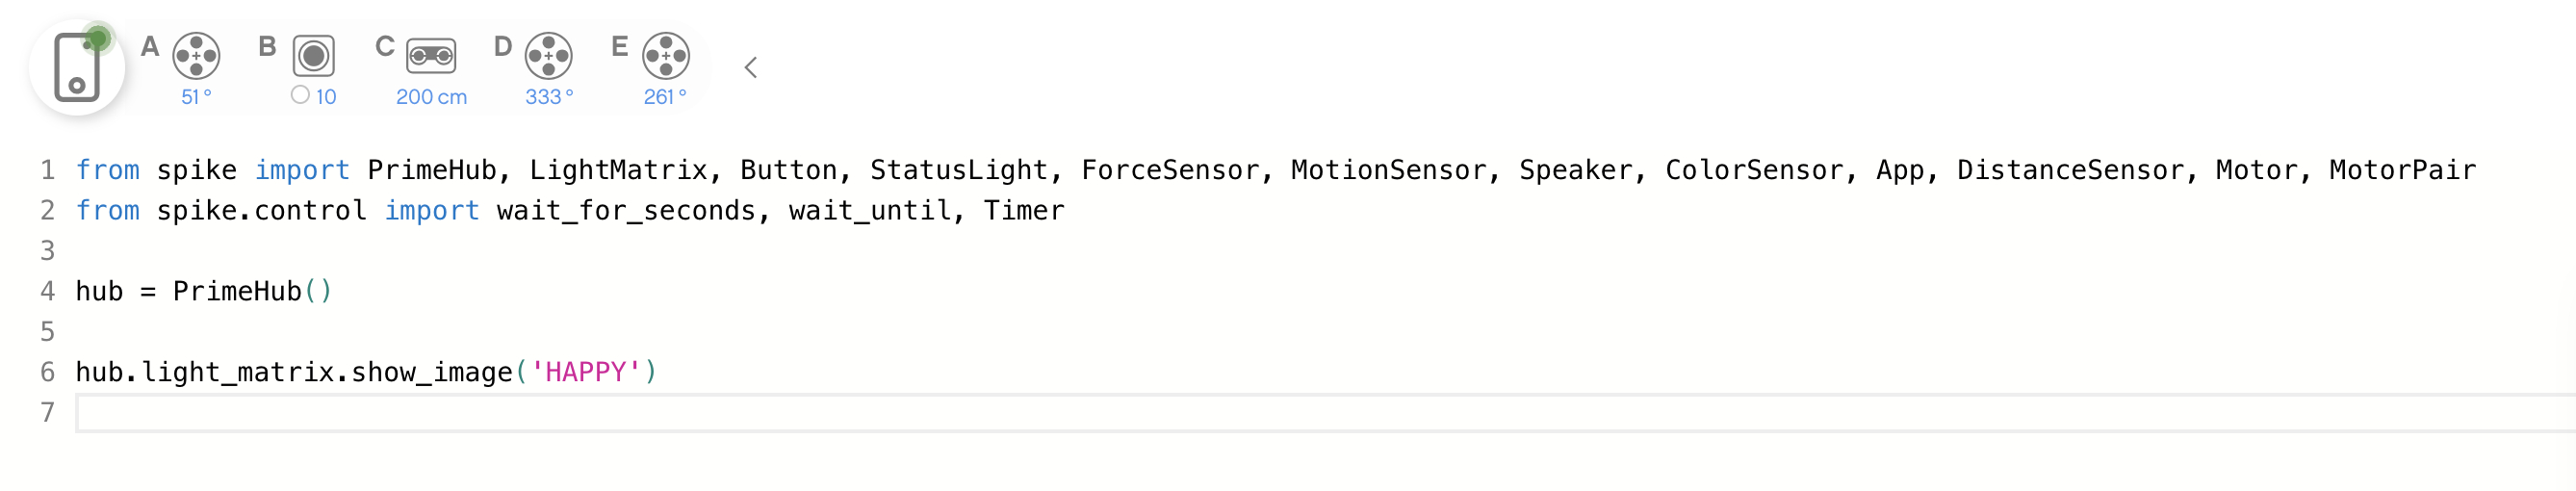 A B C D E
51° 10 200 cm 333° 261°
1 from spike import PrimeHub, LightMatrix, Button, StatusLight, ForceSensor, MotionSensor, Speaker, ColorSensor, App, DistanceSensor, Motor, MotorPair
2 from spike.control import wait_for_seconds, wait_until, Timer
3
4 hub = PrimeHub()
5
6 hub.light_matrix.show_image('HAPPY')
7